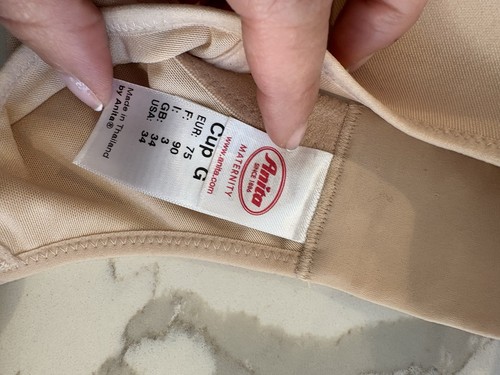 Anita
SINCE 1886
MATERNITY
www.anita.com
Cup G
EUR: 75
F: 90
I: 3
GB: 34
USA: 34
Made in Thailand
by Anita®